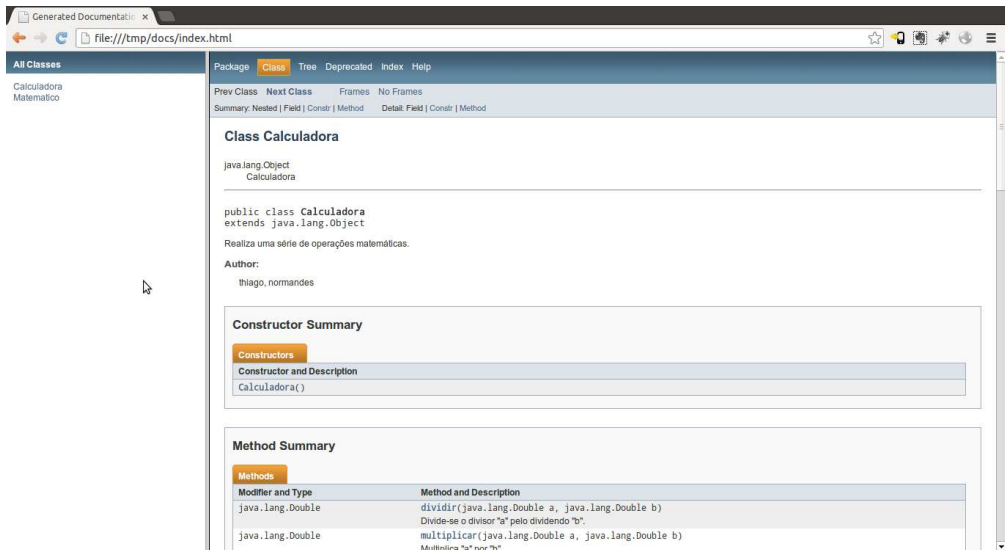 Generated Documentatio
file:///tmp/docs/index.html
All Classes
Calculadora
Matematico
Package Class Tree Deprecated Index Help
Prev Class Next Class Frames No Frames
Summary: Nested | Field | Constr | Method Detail: Field | Constr | Method
Class Calculadora
java.lang.Object
Calculadora
public class Calculadora
extends java.lang.Object
Realiza uma série de operações matemáticas.
Author:
thiago, normandes
Constructor Summary
Constructors
Constructor and Description
Calculadora()
Method Summary
Methods
Modifier and Type Method and Description
java.lang.Double dividir(java.lang.Double a, java.lang.Double b)
Divide-se o divisor "a" pelo dividendo "b".
java.lang.Double multiplicar(java.lang.Double a, java.lang.Double b)
Multiplica "a" por "b"